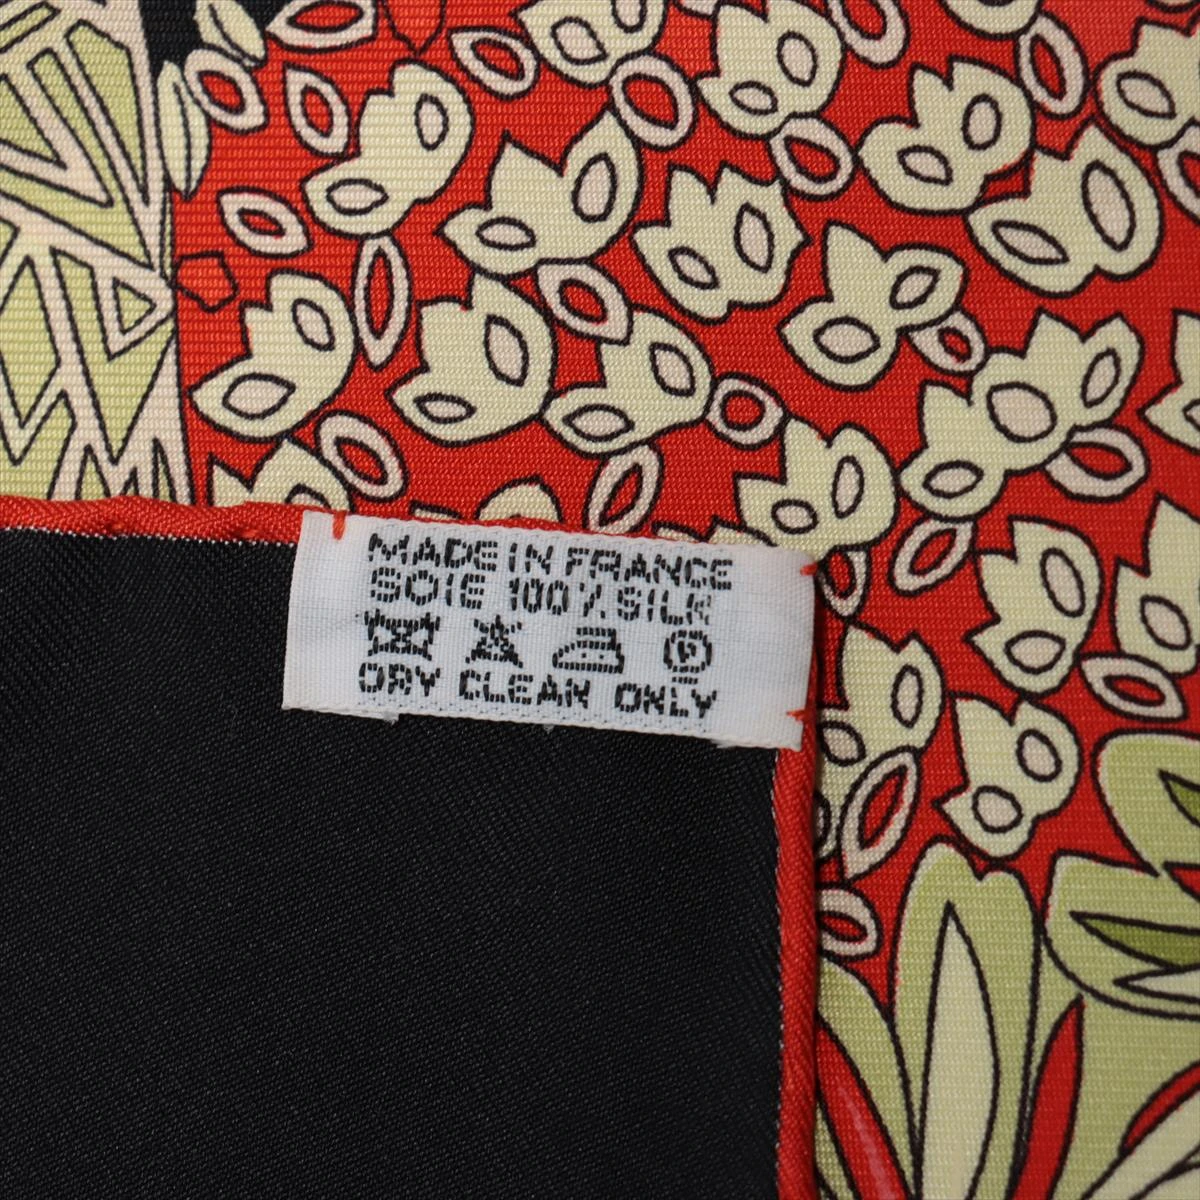 MADE IN FRANCE
SOIE 100% SILK
DRY CLEAN ONLY